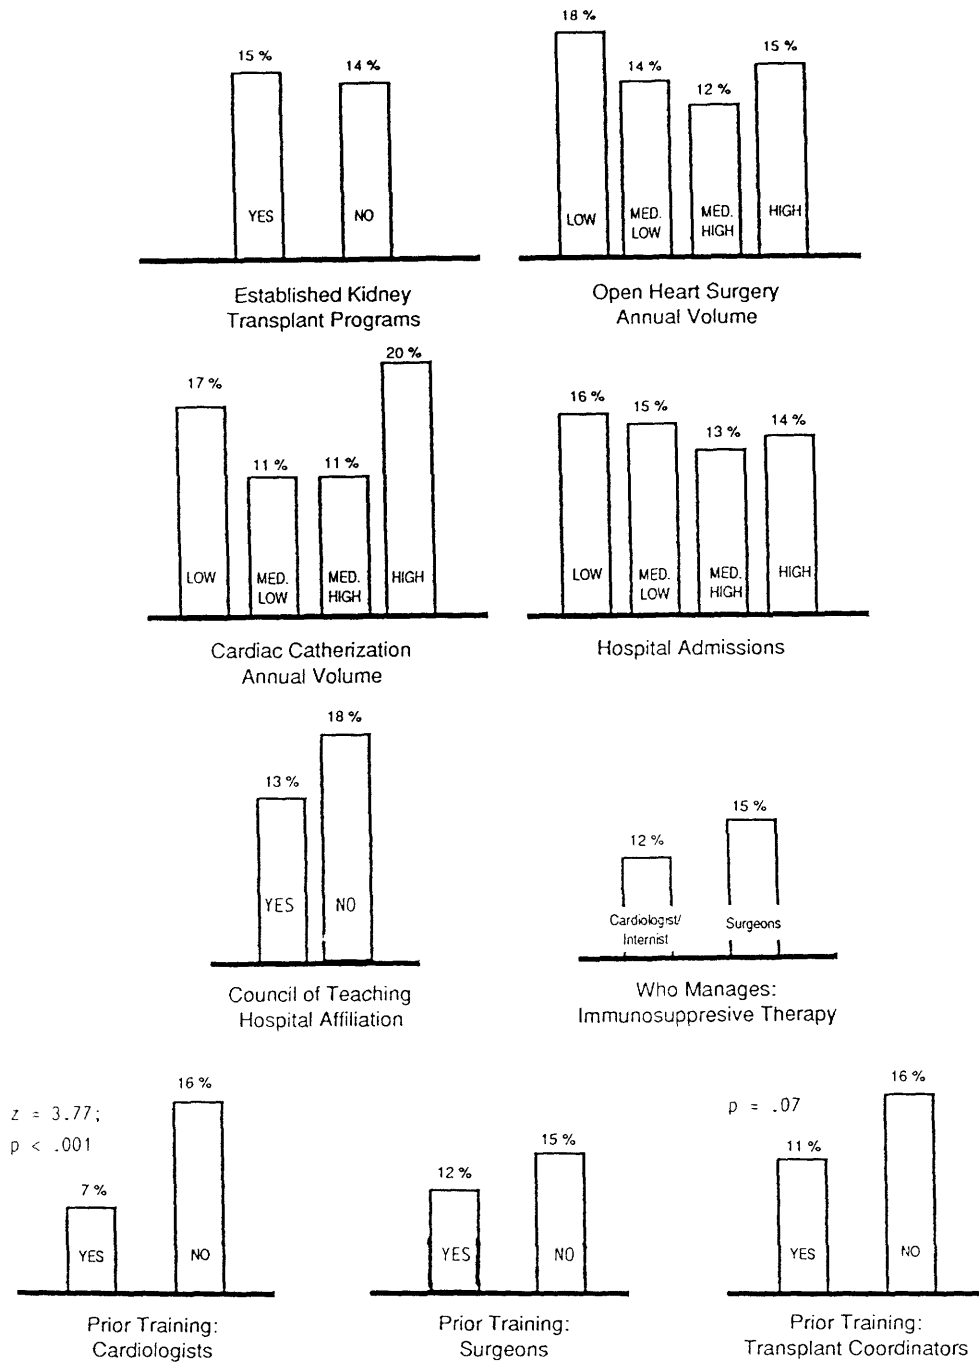 15 %
14 %
YES
NO
Established Kidney
Transplant Programs
18 %
14 %
12 %
15 %
LOW
MED.
LOW
MED.
HIGH
HIGH
Open Heart Surgery
Annual Volume
17 %
11 %
11 %
20 %
LOW
MED.
LOW
MED.
HIGH
HIGH
Cardiac Catherization
Annual Volume
16 %
15 %
13 %
14 %
LOW
MED.
LOW
MED.
HIGH
HIGH
Hospital Admissions
13 %
18 %
YES
NO
Council of Teaching
Hospital Affiliation
12 %
15 %
Cardiologist/
Internist
Surgeons
Who Manages:
Immunosuppresive Therapy
z = 3.77;
p < .001
7 %
16 %
YES
NO
Prior Training:
Cardiologists
12 %
15 %
YES
NO
Prior Training:
Surgeons
p = .07
11 %
16 %
YES
NO
Prior Training:
Transplant Coordinators